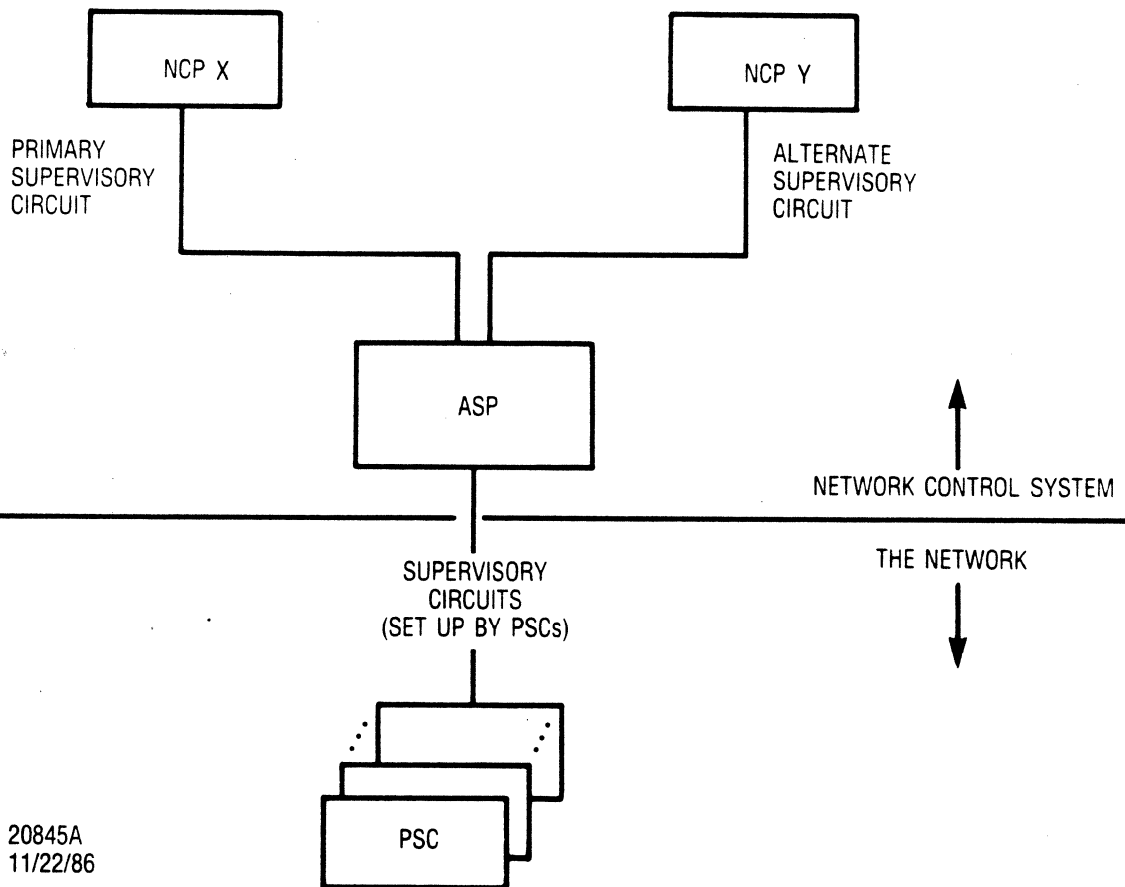 NCP X
NCP Y
PRIMARY
SUPERVISORY
CIRCUIT
ALTERNATE
SUPERVISORY
CIRCUIT
ASP
NETWORK CONTROL SYSTEM
THE NETWORK
SUPERVISORY
CIRCUITS
(SET UP BY PSCs)
PSC
20845A
11/22/86